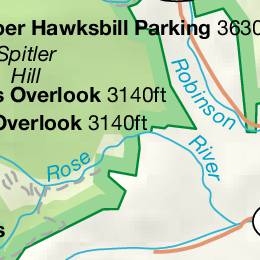 per Hawksbill Parking 3630
Spitler
Hill
s Overlook 3140ft
Overlook 3140ft
Robinson
River
Rose
s